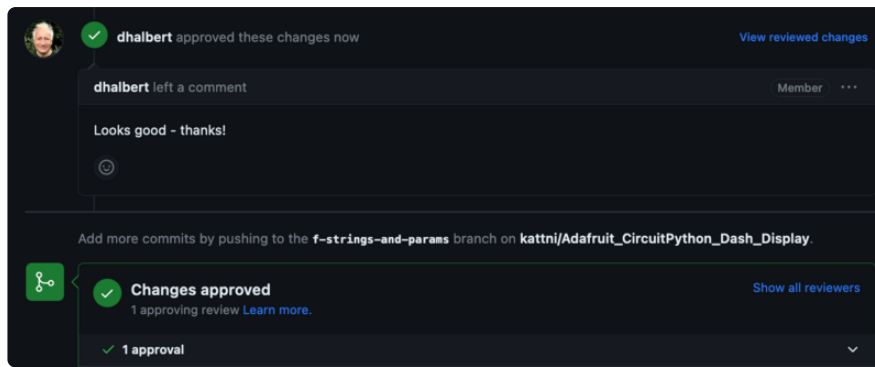 dhalbert approved these changes now
View reviewed changes
dhalbert left a comment
Member
Looks good - thanks!
Add more commits by pushing to the f-strings-and-params branch on kattni/Adafruit_CircuitPython_Dash_Display.
Changes approved
Show all reviewers
1 approving review Learn more.
1 approval